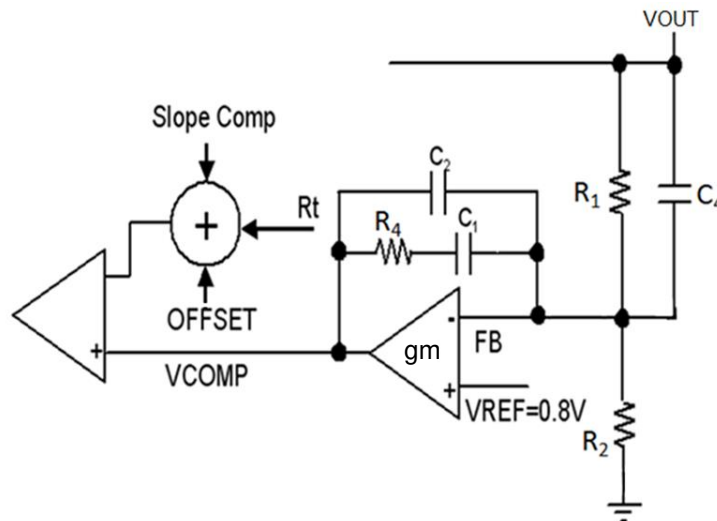 VOUT
Slope Comp
C2
Rt
R4
C1
R1
+
OFFSET
-
gm
FB
+
VCOMP
+
VREF=0.8V
R2